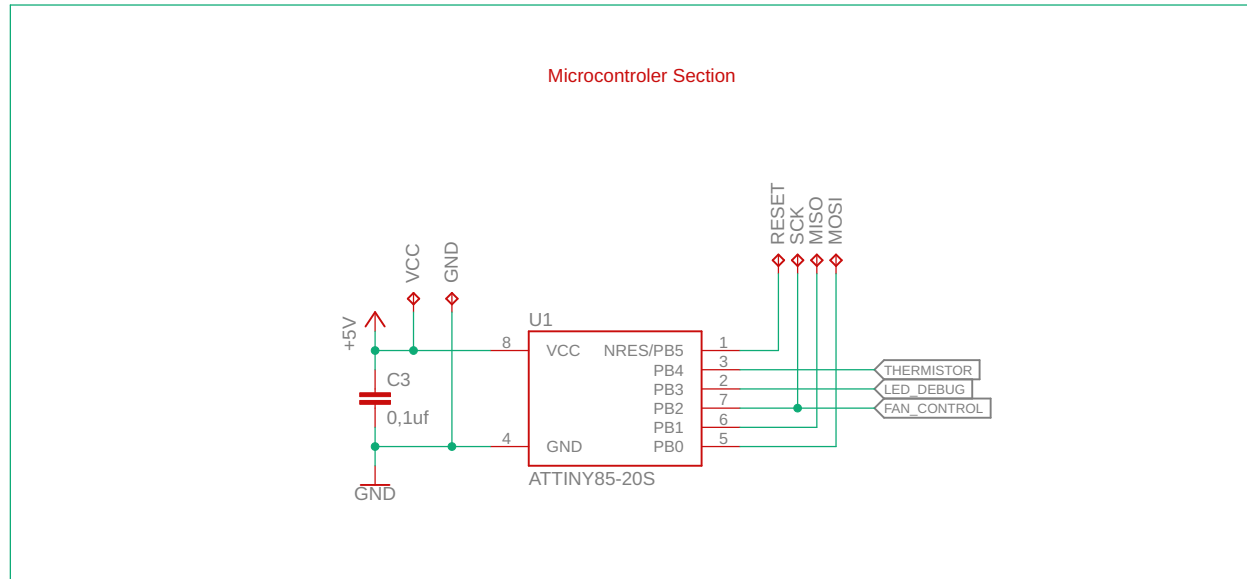 Microcontroler Section
RESET
SCK
MISO
MOSI
VCC
GND
+5V
U1
8
VCC
NRES/PB5
1
PB4
3
THERMISTOR
C3
PB3
2
LED_DEBUG
0,1uf
PB2
7
FAN_CONTROL
PB1
6
4
GND
PB0
5
ATTINY85-20S
GND